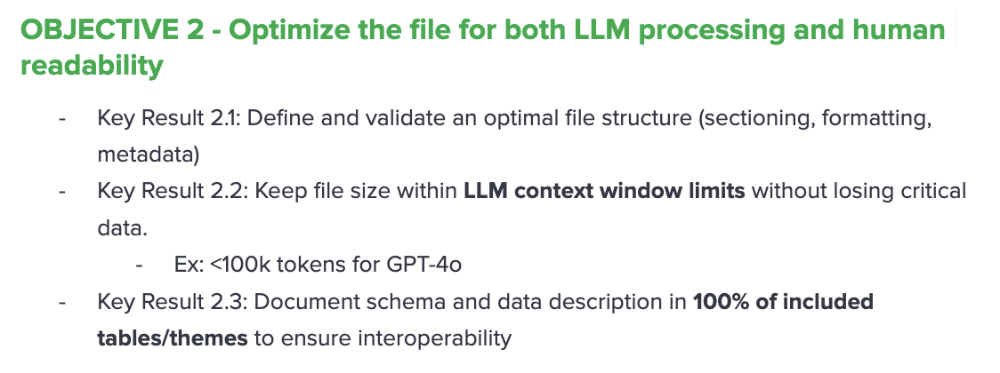 OBJECTIVE 2 - Optimize the file for both LLM processing and human
readability
- Key Result 2.1: Define and validate an optimal file structure (sectioning, formatting,
metadata)
- Key Result 2.2: Keep file size within LLM context window limits without losing critical
data.
- Ex: <100k tokens for GPT-4o
- Key Result 2.3: Document schema and data description in 100% of included
tables/themes to ensure interoperability